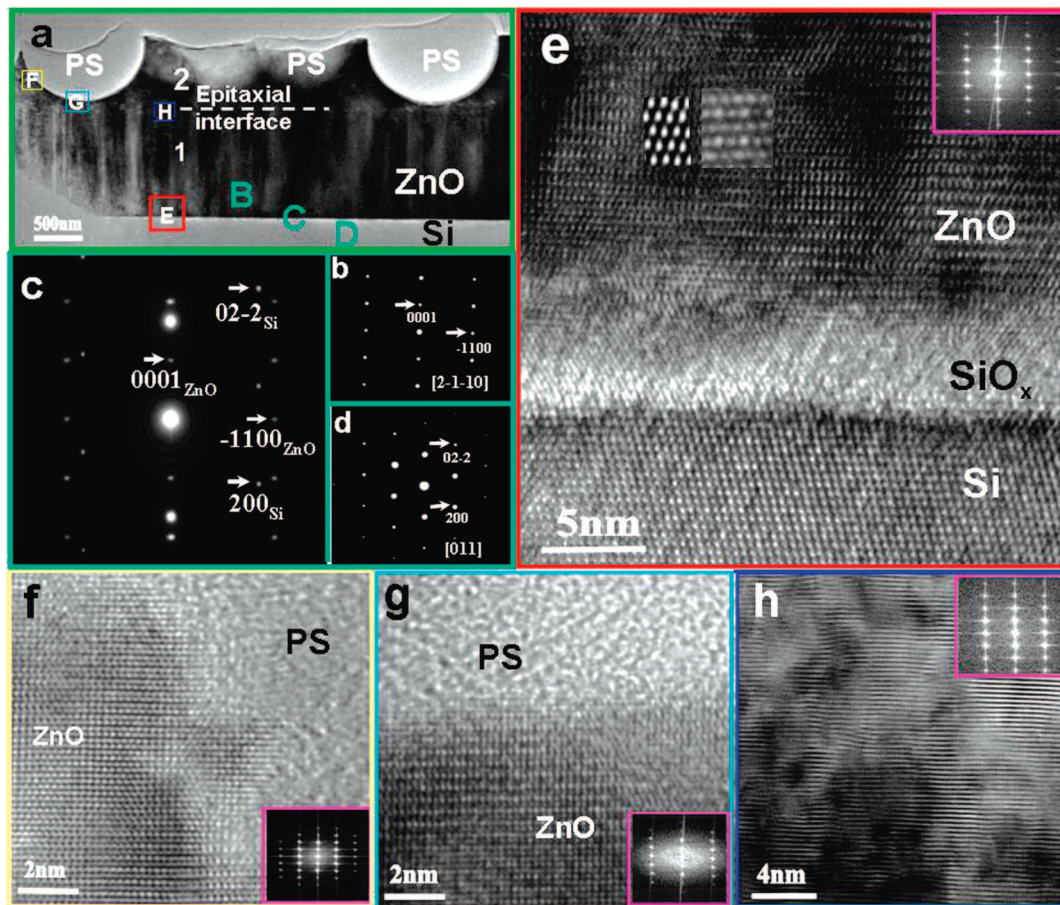 a
PS
PS
PS
F
2
G
H
Epitaxial
interface
1
ZnO
B
E
C
D
Si
500nm
c
02-2Si
0001ZnO
-1100ZnO
200Si
b
0001
-1100
[2-1-10]
d
02-2
200
[011]
e
ZnO
SiOx
Si
5nm
f
PS
ZnO
2nm
g
PS
ZnO
2nm
h
4nm